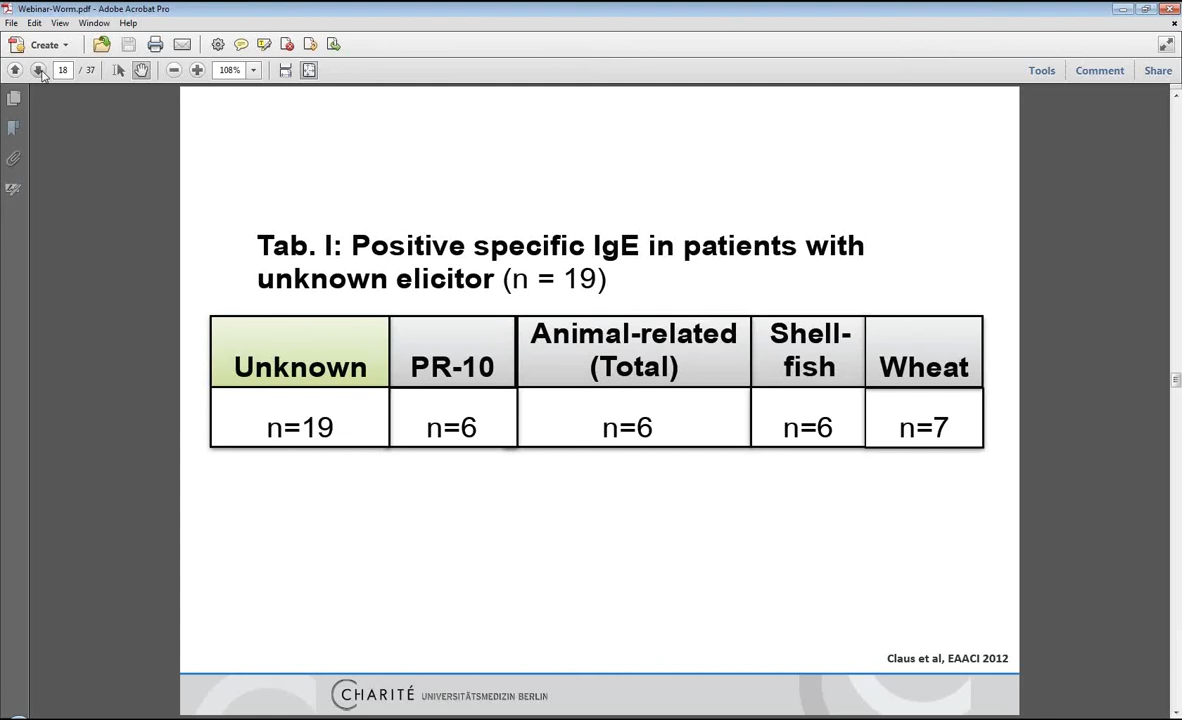 Webinar-Worm.pdf - Adobe Acrobat Pro
File Edit View Window Help
Create
18 / 37 108% Tools Comment Share
Tab. I: Positive specific IgE in patients with
unknown elicitor (n = 19)
Unknown PR-10 Animal-related (Total) Shell-fish Wheat
n=19 n=6 n=6 n=6 n=7
Claus et al, EAACI 2012
CHARITÉ UNIVERSITÄTSMEDIZIN BERLIN